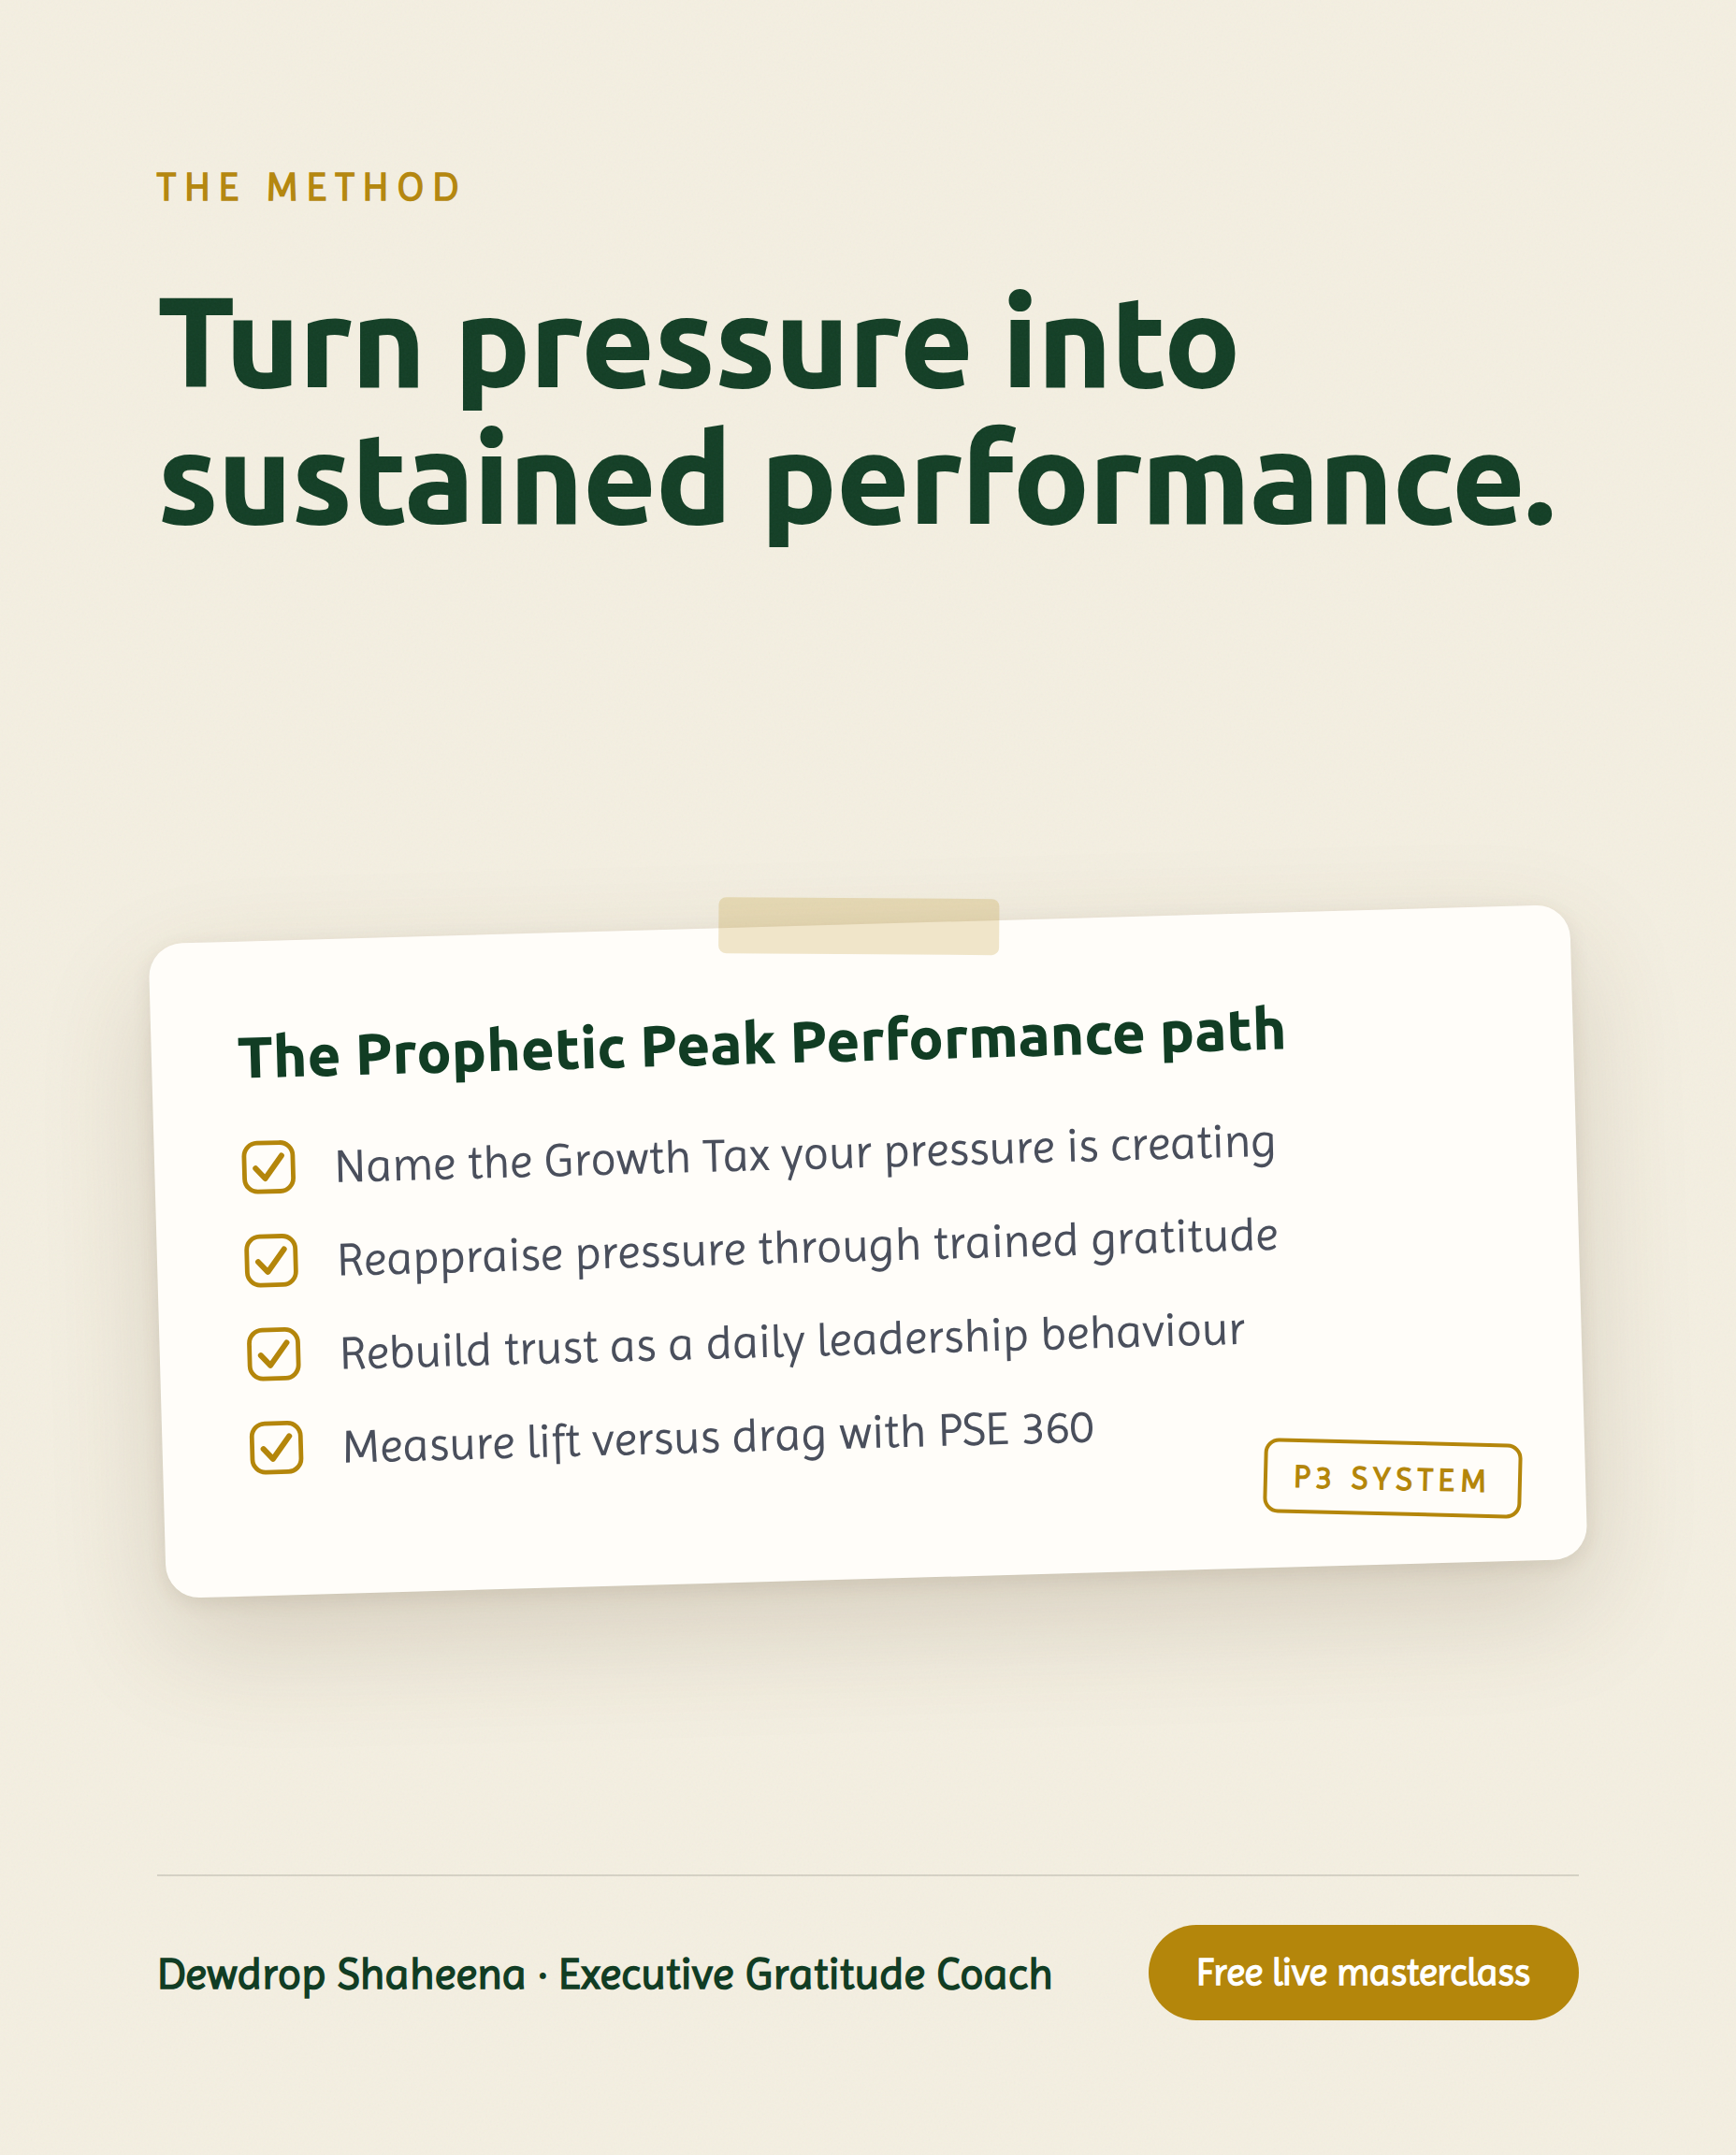 THE METHOD
Turn pressure into
sustained performance.
The Prophetic Peak Performance path
Name the Growth Tax your pressure is creating
Reappraise pressure through trained gratitude
Rebuild trust as a daily leadership behaviour
Measure lift versus drag with PSE 360
P3 SYSTEM
Dewdrop Shaheena · Executive Gratitude Coach
Free live masterclass